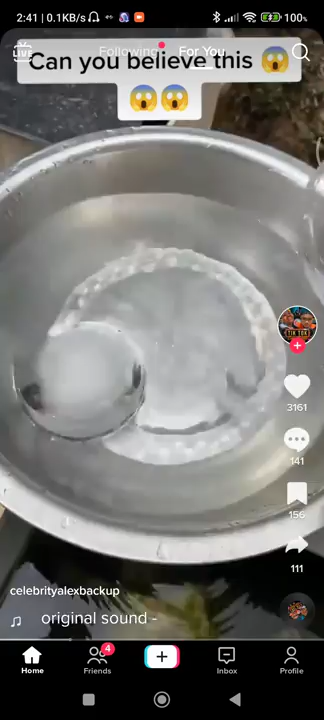 2:41 | 0.1KB/s
100%
LIVE
Following
For You
Can you believe this 😱
😱😱
3161
141
156
111
celebrityalexbackup
original sound -
4
Home
Friends
Inbox
Profile